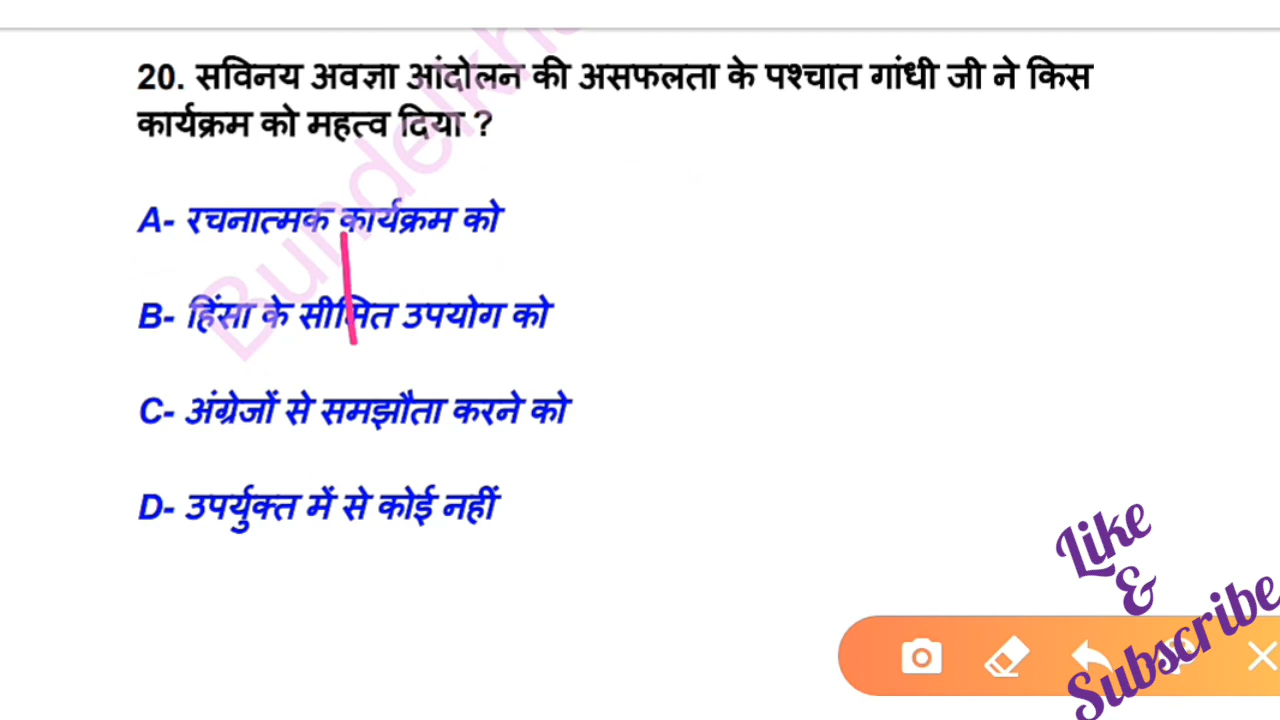 20. सविनय अवज्ञा आंदोलन की असफलता के पश्चात गांधी जी ने किस
कार्यक्रम को महत्व दिया ?
A- रचनात्मक कार्यक्रम को
B- हिंसा के सीमित उपयोग को
C- अंग्रेजों से समझौता करने को
D- उपर्युक्त में से कोई नहीं
Like
&
Subscribe